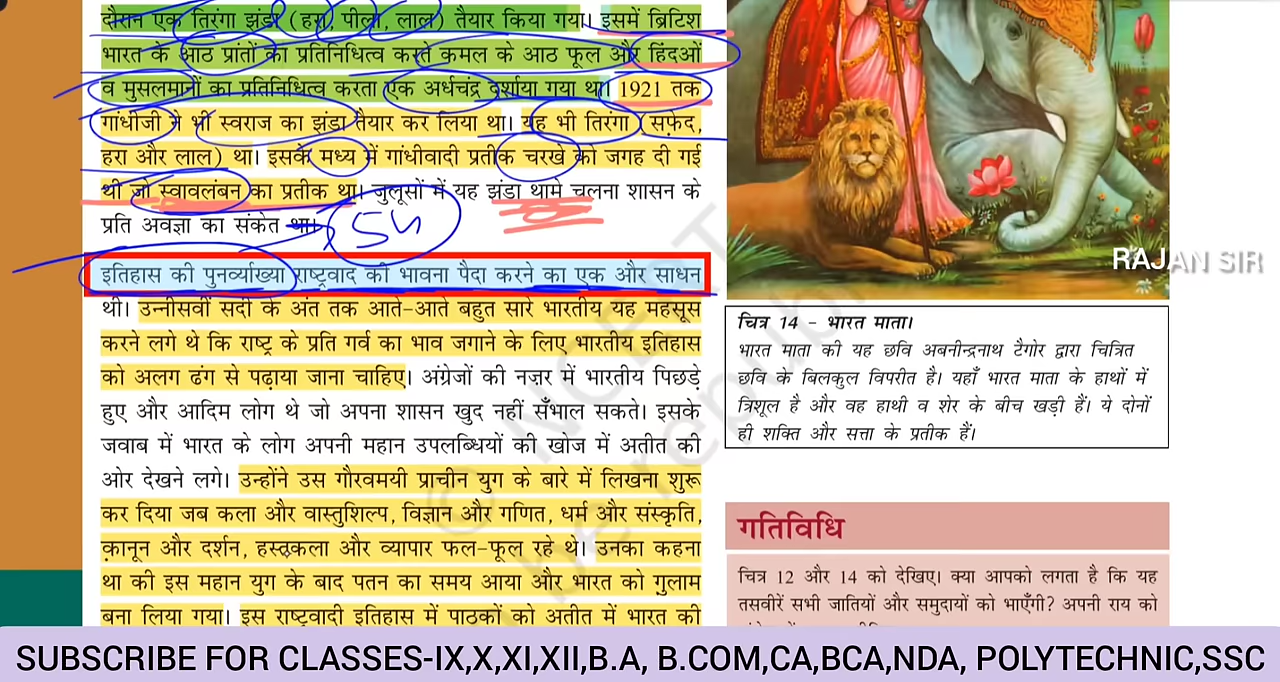 दौरान एक तिरंगा झंडा (हरा, पीला, लाल) तैयार किया गया। इसमें ब्रिटिश
भारत के आठ प्रांतों का प्रतिनिधित्व करते कमल के आठ फूल और हिंदुओं
व मुसलमानों का प्रतिनिधित्व करता एक अर्धचंद्र दर्शाया गया था। 1921 तक
गांधीजी ने भी स्वराज का झंडा तैयार कर लिया था। यह भी तिरंगा (सफ़ेद,
हरा और लाल) था। इसके मध्य में गांधीवादी प्रतीक चरखे को जगह दी गई
थी जो स्वावलंबन का प्रतीक था। जुलूसों में यह झंडा थामे चलना शासन के
प्रति अवज्ञा का संकेत था।
इतिहास की पुनर्व्याख्या राष्ट्रवाद की भावना पैदा करने का एक और साधन
थी। उन्नीसवीं सदी के अंत तक आते-आते बहुत सारे भारतीय यह महसूस
करने लगे थे कि राष्ट्र के प्रति गर्व का भाव जगाने के लिए भारतीय इतिहास
को अलग ढंग से पढ़ाया जाना चाहिए। अंग्रेजों की नज़र में भारतीय पिछड़े
हुए और आदिम लोग थे जो अपना शासन खुद नहीं सँभाल सकते। इसके
जवाब में भारत के लोग अपनी महान उपलब्धियों की खोज में अतीत की
ओर देखने लगे। उन्होंने उस गौरवमयी प्राचीन युग के बारे में लिखना शुरू
कर दिया जब कला और वास्तुशिल्प, विज्ञान और गणित, धर्म और संस्कृति,
क़ानून और दर्शन, हस्तकला और व्यापार फल-फूल रहे थे। उनका कहना
था की इस महान युग के बाद पतन का समय आया और भारत को ग़ुलाम
बना लिया गया। इस राष्ट्रवादी इतिहास में पाठकों को अतीत में भारत की
RAJAN SIR
चित्र 14 - भारत माता।
भारत माता की यह छवि अबनीन्द्रनाथ टैगोर द्वारा चित्रित
छवि के बिलकुल विपरीत है। यहाँ भारत माता के हाथों में
त्रिशूल है और वह हाथी व शेर के बीच खड़ी हैं। ये दोनों
ही शक्ति और सत्ता के प्रतीक हैं।
गतिविधि
चित्र 12 और 14 को देखिए। क्या आपको लगता है कि यह
तसवीरें सभी जातियों और समुदायों को भाएँगी? अपनी राय को
SUBSCRIBE FOR CLASSES-IX,X,XI,XII,B.A, B.COM,CA,BCA,NDA, POLYTECHNIC,SSC